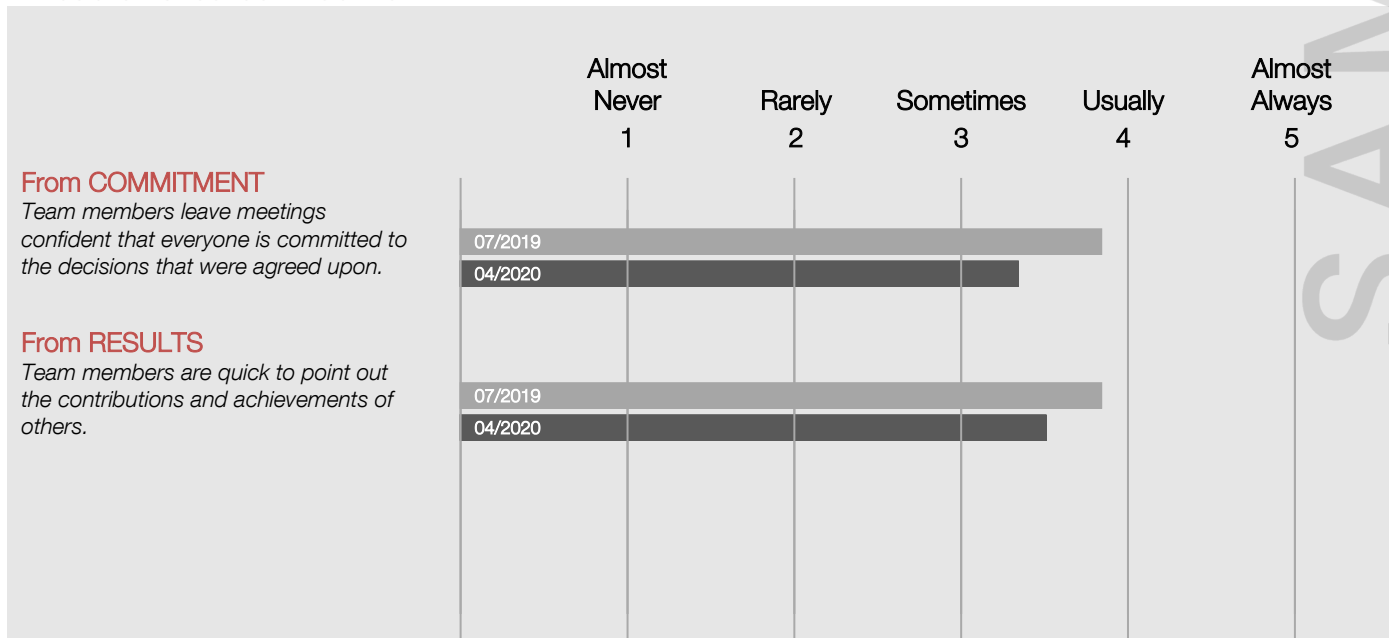 Almost
Never
Rarely
Sometimes
Usually
Almost
Always
1
2
3
4
5
From COMMITMENT
Team members leave meetings
confident that everyone is committed to
the decisions that were agreed upon.
07/2019
04/2020
From RESULTS
Team members are quick to point out
the contributions and achievements of
others.
07/2019
04/2020
SA